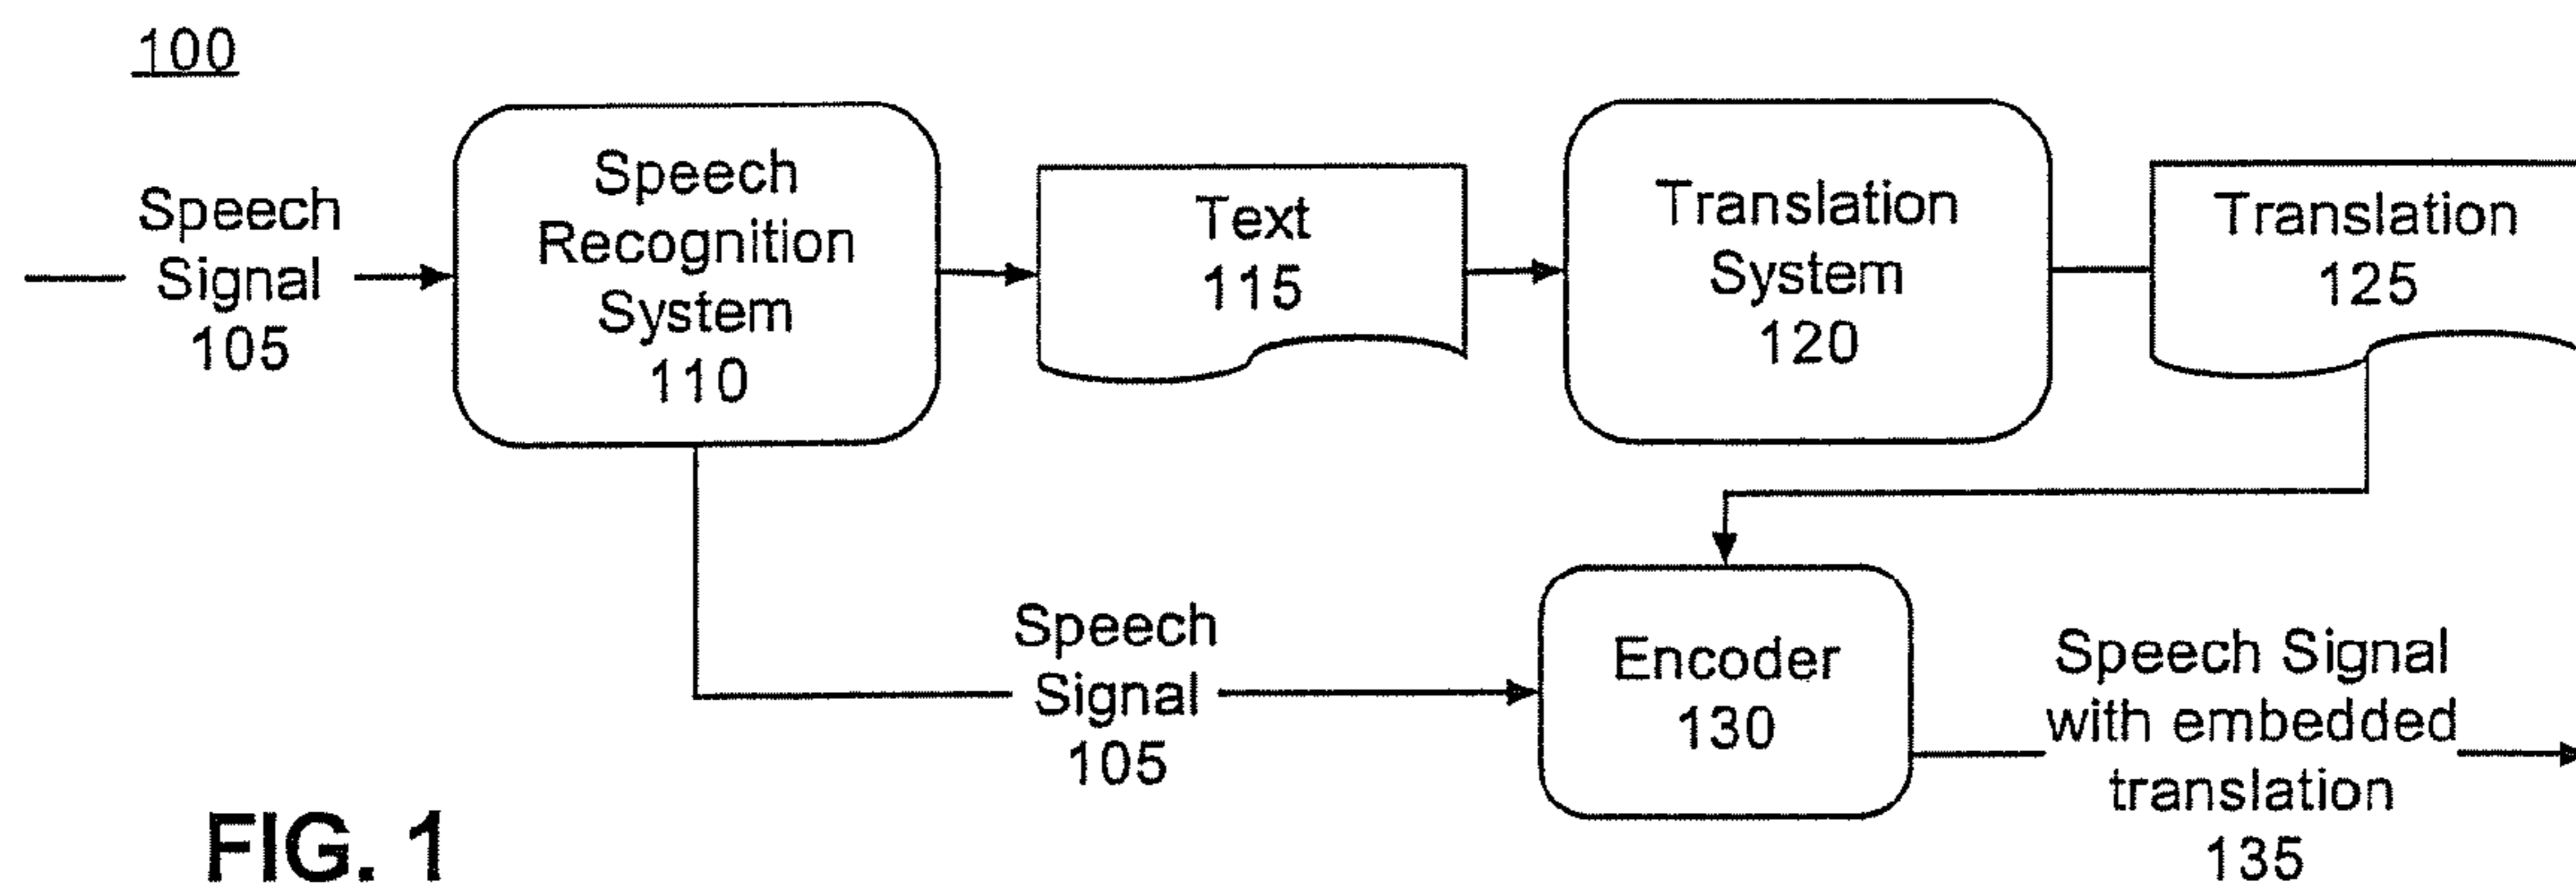 100
Speech
Signal
105
Speech
Recognition
System
110
Text
115
Translation
System
120
Translation
125
Speech
Signal
105
Encoder
130
Speech Signal
with embedded
translation
135
FIG. 1